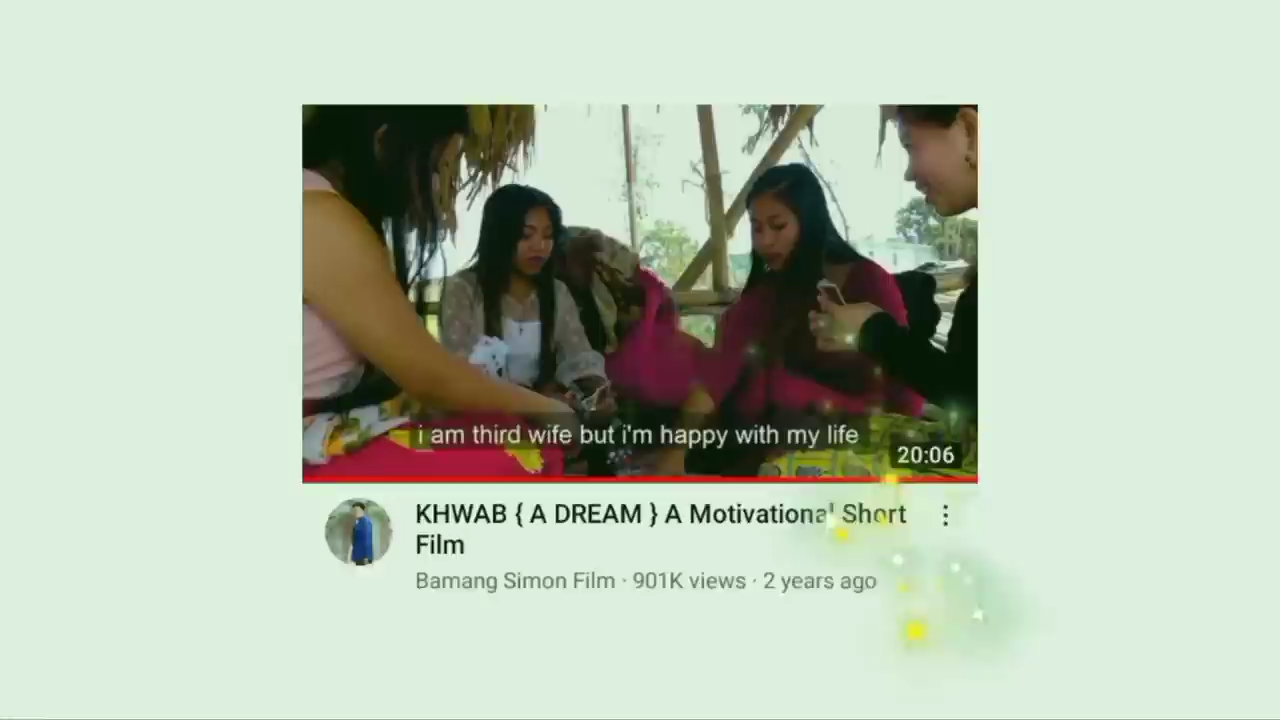 i am third wife but i'm happy with my life
20:06
KHWAB { A DREAM } A Motivational Short
Film
Bamang Simon Film · 901K views · 2 years ago